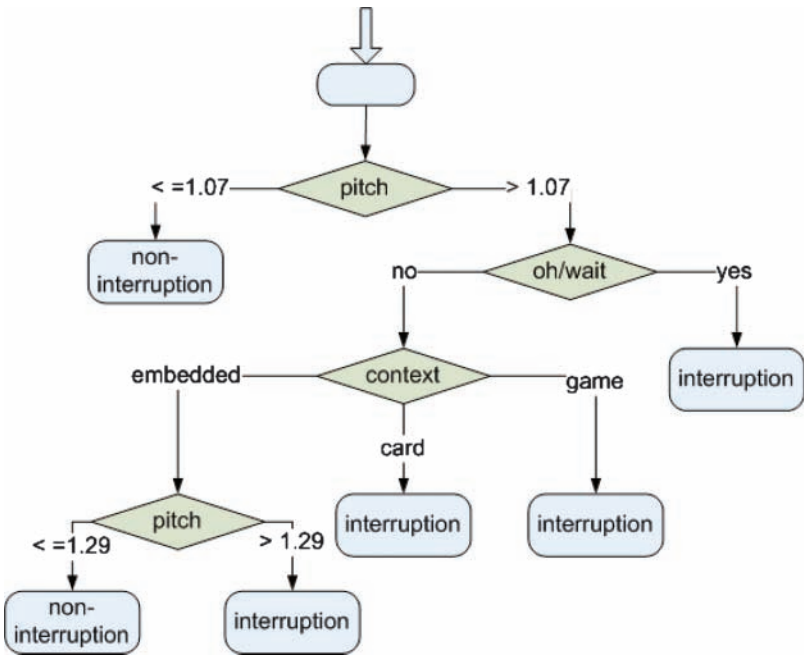 pitch
< =1.07
> 1.07
non-
interruption
oh/wait
no
yes
interruption
context
embedded
game
card
interruption
interruption
pitch
< =1.29
> 1.29
non-
interruption
interruption